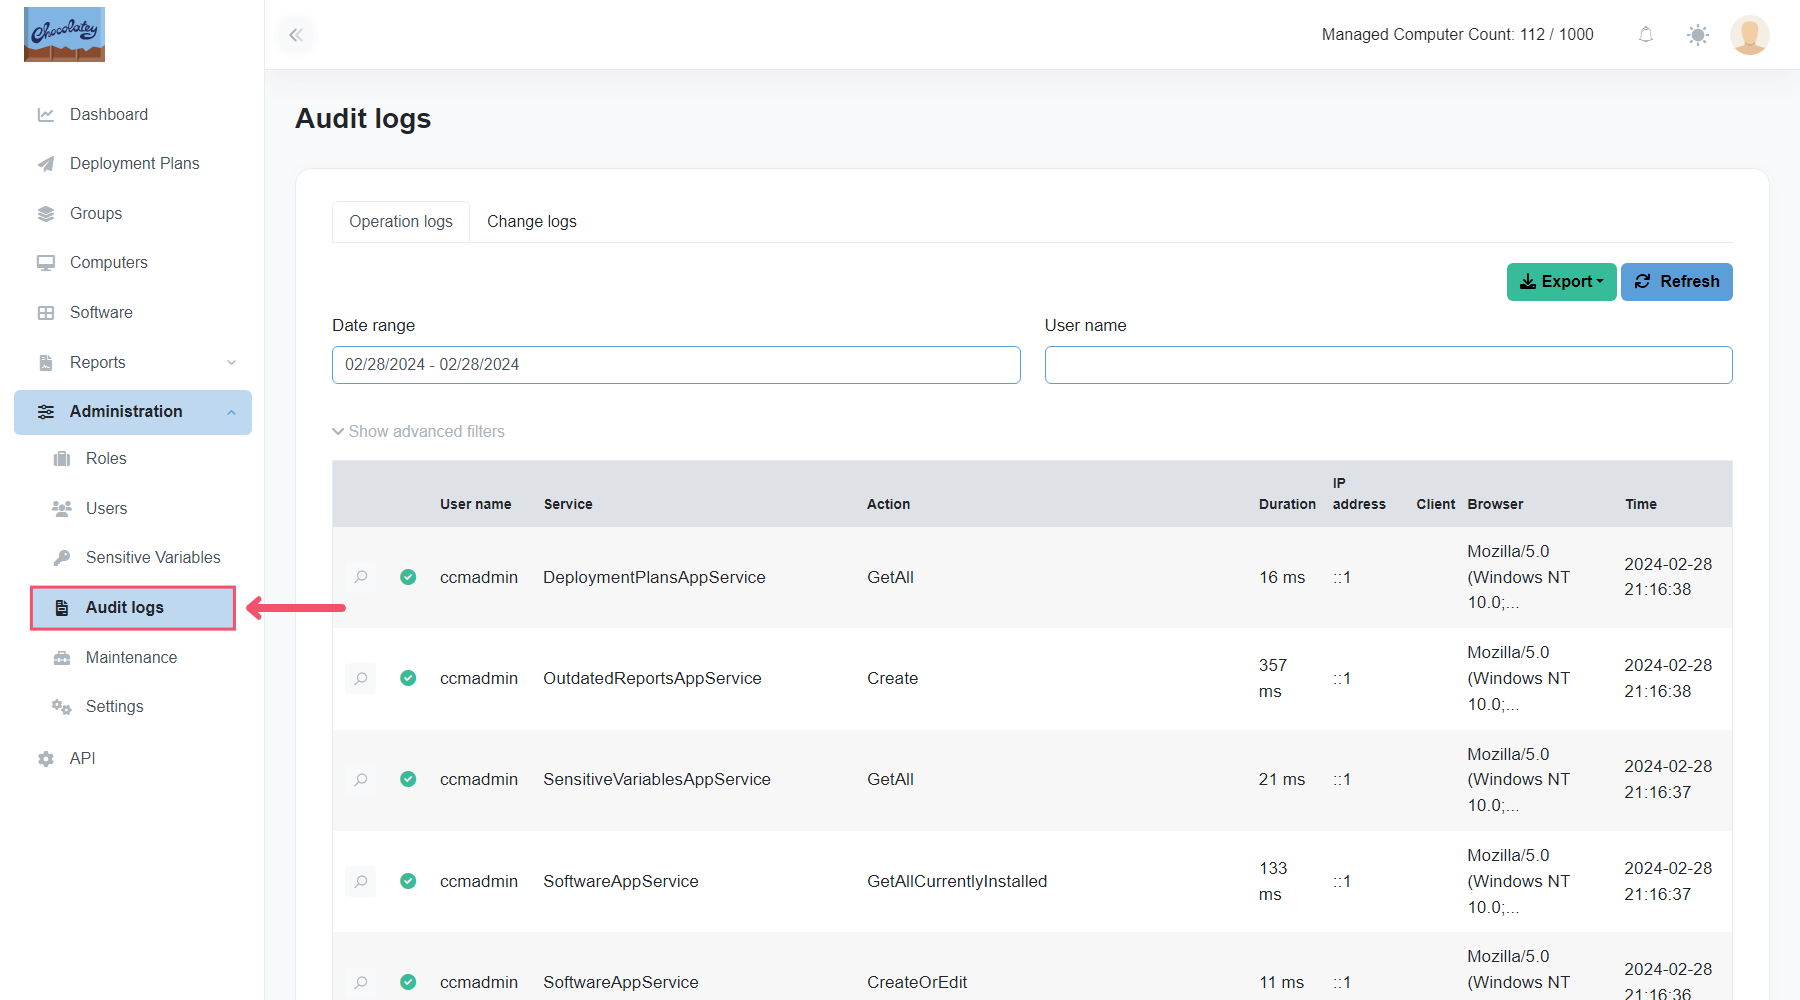 Chocolatey
Managed Computer Count: 112 / 1000
Dashboard
Deployment Plans
Groups
Computers
Software
Reports
Administration
Roles
Users
Sensitive Variables
Audit logs
Maintenance
Settings
API
Audit logs
Operation logs
Change logs
Export
Refresh
Date range
User name
02/28/2024 - 02/28/2024
Show advanced filters
User name
Service
Action
Duration
IP
address
Client
Browser
Time
ccmadmin
DeploymentPlansAppService
GetAll
16 ms
::1
Mozilla/5.0
(Windows NT
10.0;...
2024-02-28
21:16:38
ccmadmin
OutdatedReportsAppService
Create
357
ms
::1
Mozilla/5.0
(Windows NT
10.0;...
2024-02-28
21:16:38
ccmadmin
SensitiveVariablesAppService
GetAll
21 ms
::1
Mozilla/5.0
(Windows NT
10.0;...
2024-02-28
21:16:37
ccmadmin
SoftwareAppService
GetAllCurrentlyInstalled
133
ms
::1
Mozilla/5.0
(Windows NT
10.0;...
2024-02-28
21:16:37
ccmadmin
SoftwareAppService
CreateOrEdit
11 ms
::1
Mozilla/5.0
(Windows NT
2024-02-28
21:16:36